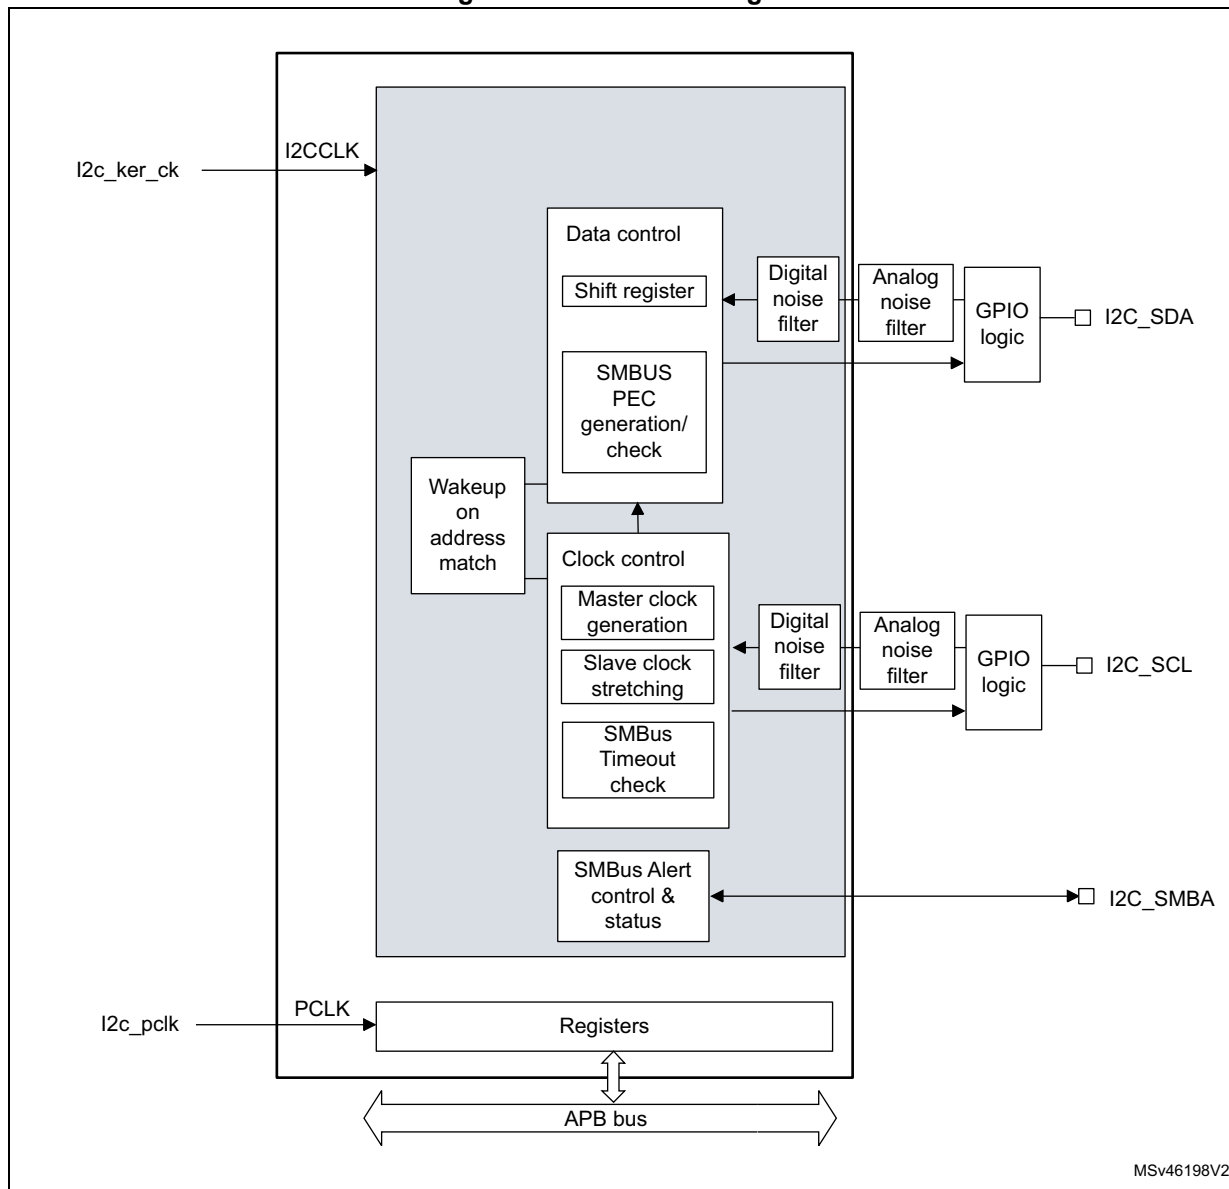 I2CCLK
I2c_ker_ck
Data control
Shift register
Digital
noise
filter
Analog
noise
filter
GPIO
logic
I2C_SDA
SMBUS
PEC
generation/
check
Wakeup
on
address
match
Clock control
Master clock
generation
Slave clock
stretching
SMBus
Timeout
check
Digital
noise
filter
Analog
noise
filter
GPIO
logic
I2C_SCL
SMBus Alert
control &
status
I2C_SMBA
PCLK
I2c_pclk
Registers
APB bus
MSv46198V2